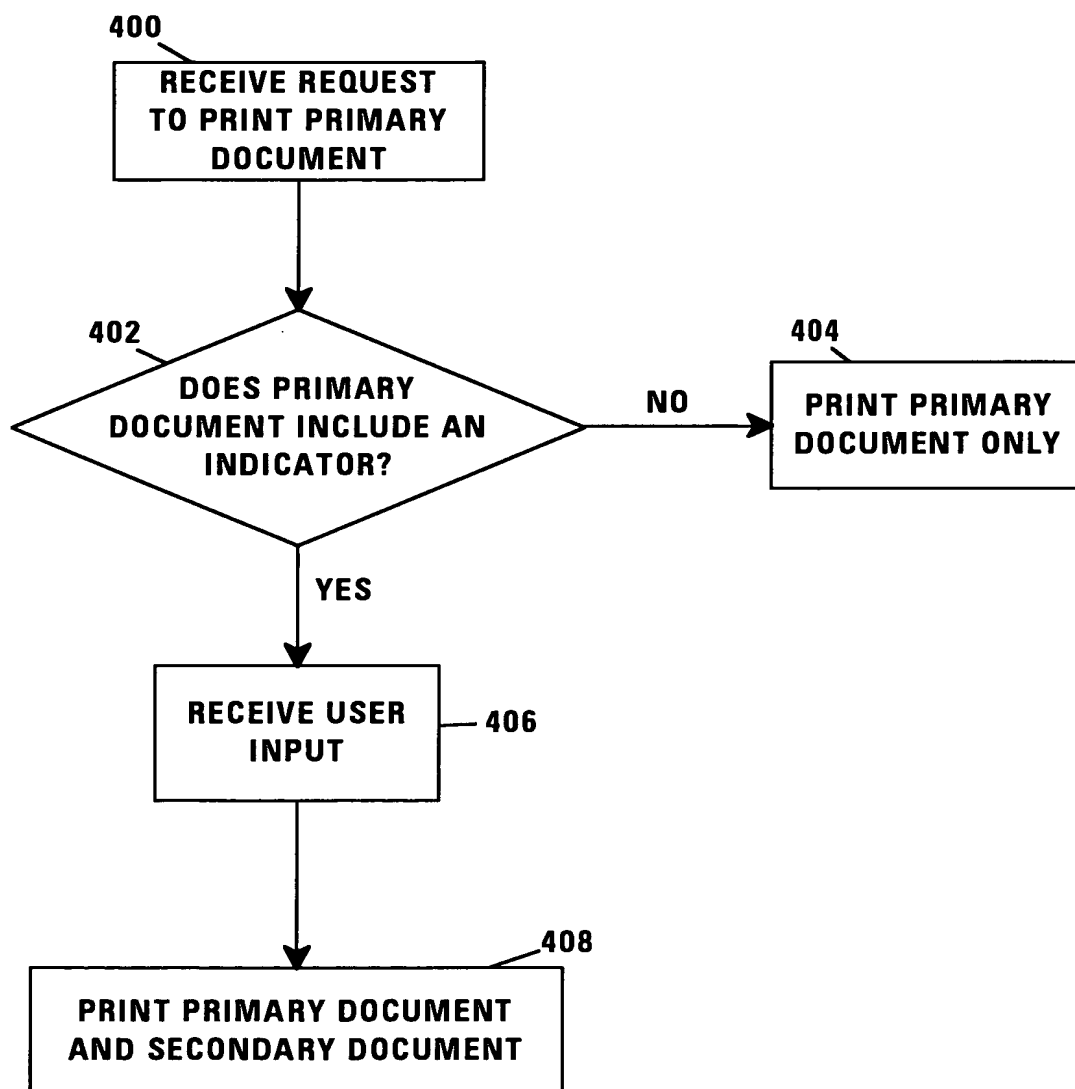 400
RECEIVE REQUEST
TO PRINT PRIMARY
DOCUMENT
402
DOES PRIMARY
DOCUMENT INCLUDE AN
INDICATOR?
NO
404
PRINT PRIMARY
DOCUMENT ONLY
YES
RECEIVE USER
INPUT
406
408
PRINT PRIMARY DOCUMENT
AND SECONDARY DOCUMENT